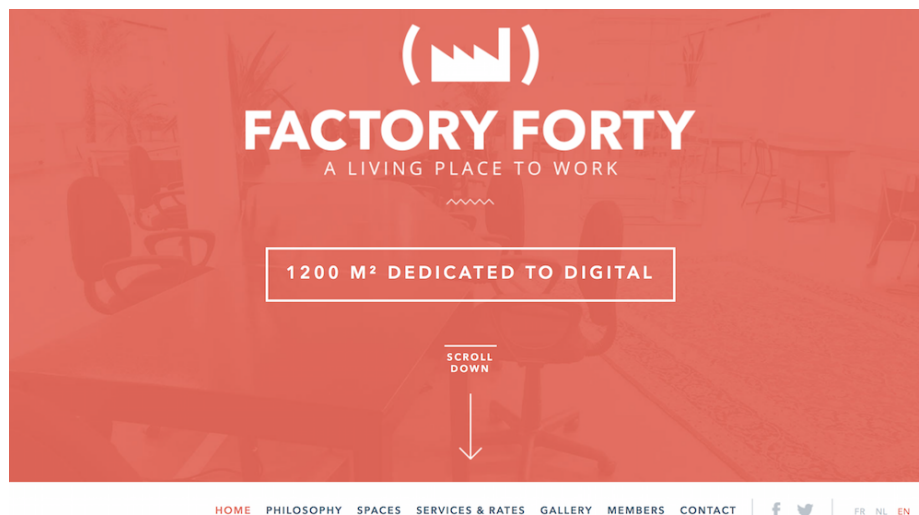 FACTORY FORTY
A LIVING PLACE TO WORK
1200 M² DEDICATED TO DIGITAL
SCROLL
DOWN
HOME PHILOSOPHY SPACES SERVICES & RATES GALLERY MEMBERS CONTACT FR NL EN